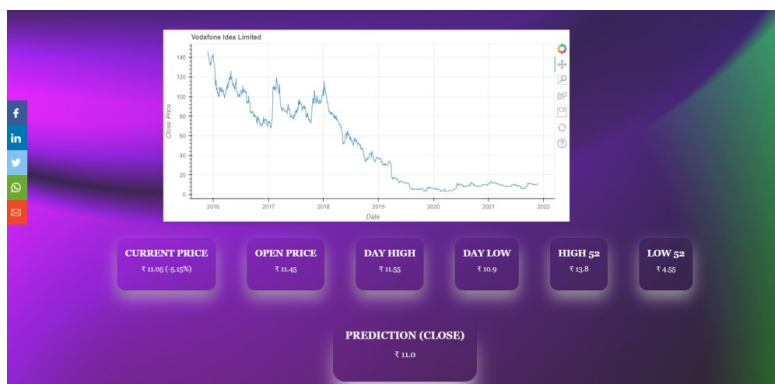 Vodafone Idea Limited
140
120
100
80
60
40
20
0
Close Price
2016 2017 2018 2019 2020 2021 2022
Date
f
in
CURRENT PRICE
₹ 11.05 (-5.15%)
OPEN PRICE
₹ 11.45
DAY HIGH
₹ 11.55
DAY LOW
₹ 10.9
HIGH 52
₹ 13.8
LOW 52
₹ 4.55
PREDICTION (CLOSE)
₹ 11.0